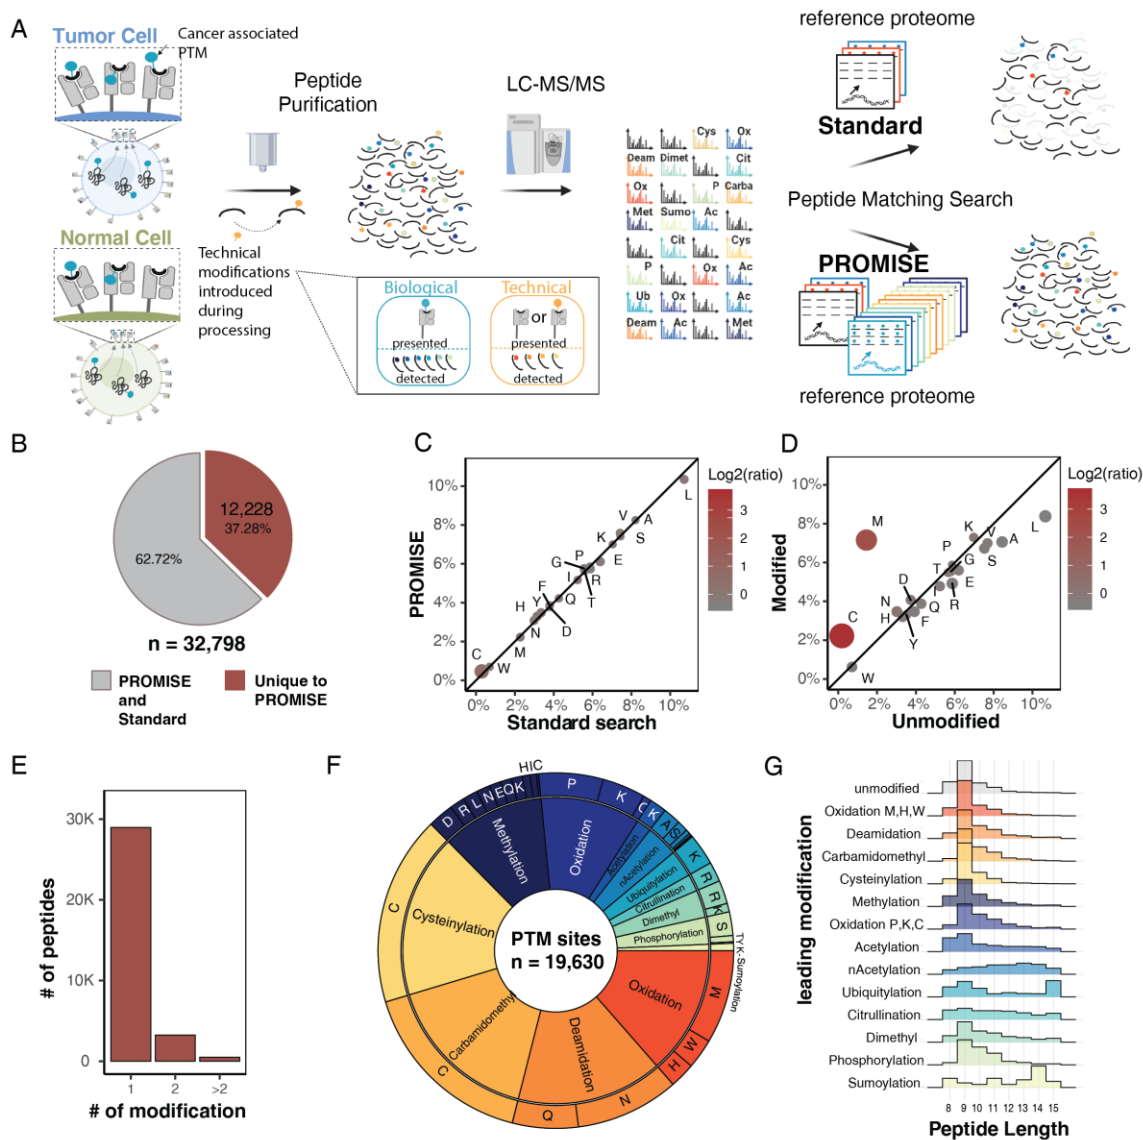 A
Tumor Cell
Cancer associated
PTM
Normal Cell
Technical
modifications
introduced
during
processing
Peptide
Purification
Biological
presented
detected
Technical
or
presented
detected
LC-MS/MS
Cys Ox
Deam Dimet Cit
Ox P Carba
Met Sumo Ac
Cit Cys
P Ox Ac
Ub Ox Ac
Deam Ac Met
reference proteome
Standard
Peptide Matching Search
PROMISE
reference proteome
B
12,228
37.28%
62.72%
n = 32,798
PROMISE
and
Standard
Unique to
PROMISE
C
PROMISE
10%
8%
6%
4%
2%
0%
L
V A
K S
G P E
I R
F Q T
H Y
N D
M
C W
0% 2% 4% 6% 8% 10%
Standard search
Log2(ratio)
3
2
1
0
D
Modified
10%
8%
6%
4%
2%
0%
M
K V A L
P S
T G E
D I R
N Q
H F
Y
C
W
0% 2% 4% 6% 8% 10%
Unmodified
Log2(ratio)
3
2
1
0
E
# of peptides
30K
20K
10K
0
1 2 >2
# of modification
F
D R L N E Q K H I C
Methylation
P K C
Oxidation
K
Acetylation
A S
nAcetylation
K
Ubiquitylation
R
Citrullination
R K
Dimethyl
S
Phosphorylation
TYK-Sumoylation
M W H
Oxidation
N Q
Deamidation
C
Carbamidomethyl
C
Cysteinylation
PTM sites
n = 19,630
G
leading modification
unmodified
Oxidation M,H,W
Deamidation
Carbamidomethyl
Cysteinylation
Methylation
Oxidation P,K,C
Acetylation
nAcetylation
Ubiquitylation
Citrullination
Dimethyl
Phosphorylation
Sumoylation
8 9 10 11 12 13 14 15
Peptide Length